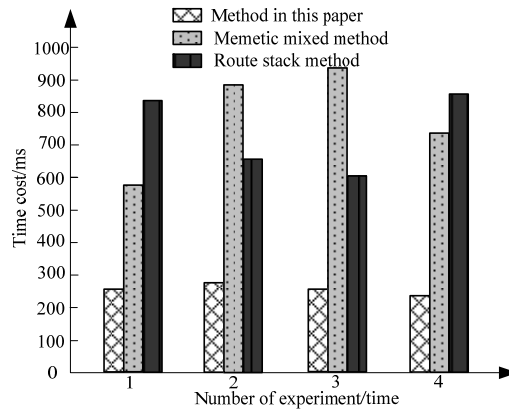 Method in this paper
Memetic mixed method
Route stack method
Time cost/ms
1000
900
800
700
600
500
400
300
200
100
0
1 2 3 4
Number of experiment/time